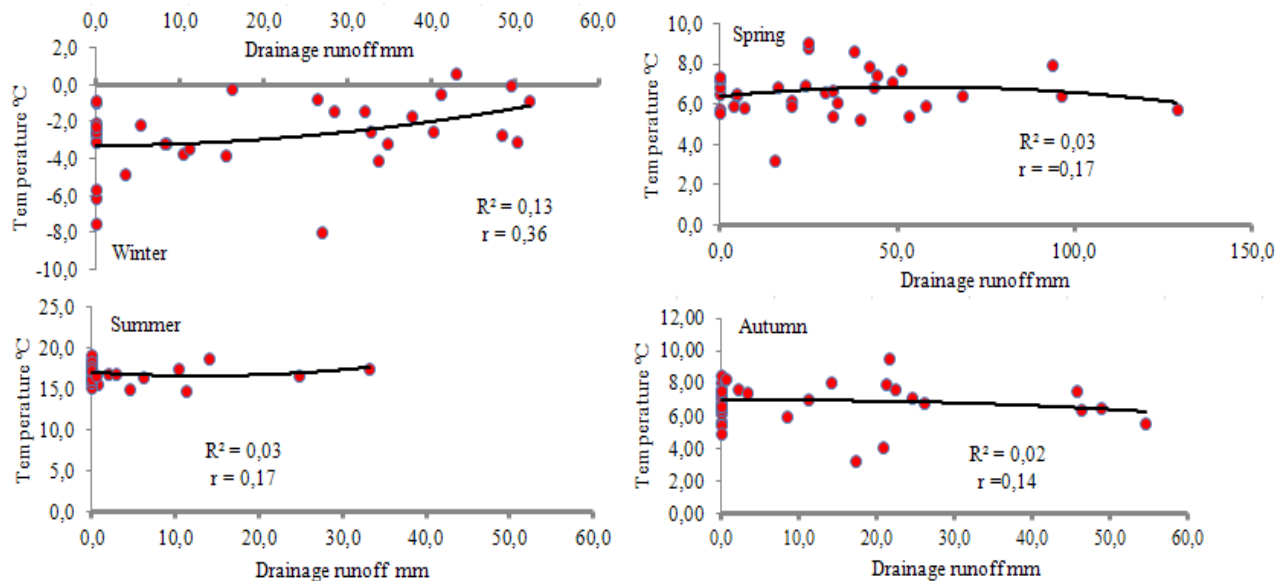 0,0 10,0 20,0 30,0 40,0 50,0 60,0
Drainage runoff mm
2,0
0,0
-2,0
-4,0
-6,0
-8,0
-10,0
Temperature ºC
R² = 0,13
r = 0,36
Winter
10,0
8,0
6,0
4,0
2,0
0,0
Temperature ºC
Spring
R² = 0,03
r = =0,17
0,0 50,0 100,0 150,0
Drainage runoff mm
25,0
20,0
15,0
10,0
5,0
0,0
Temperature ºC
Summer
R² = 0,03
r = 0,17
0,0 10,0 20,0 30,0 40,0 50,0 60,0
Drainage runoff mm
12,00
10,00
8,00
6,00
4,00
2,00
0,00
Temperature ºC
Autumn
R² = 0,02
r =0,14
0,0 10,0 20,0 30,0 40,0 50,0 60,0
Drainage runoff mm